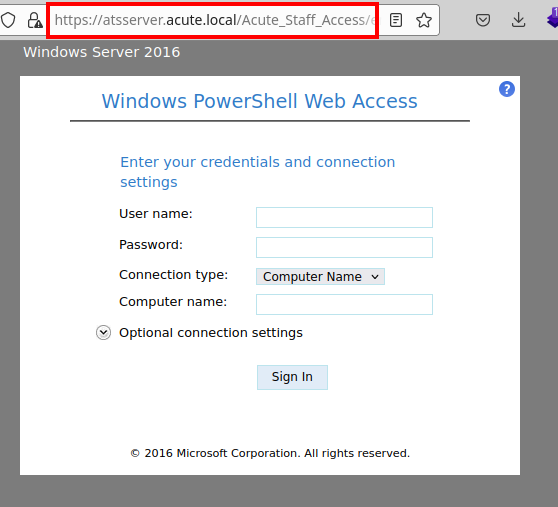 https://atsserver.acute.local/Acute_Staff_Access/
Windows Server 2016
?
Windows PowerShell Web Access
Enter your credentials and connection
settings
User name:
Password:
Connection type: Computer Name
Computer name:
Optional connection settings
Sign In
© 2016 Microsoft Corporation. All rights reserved.